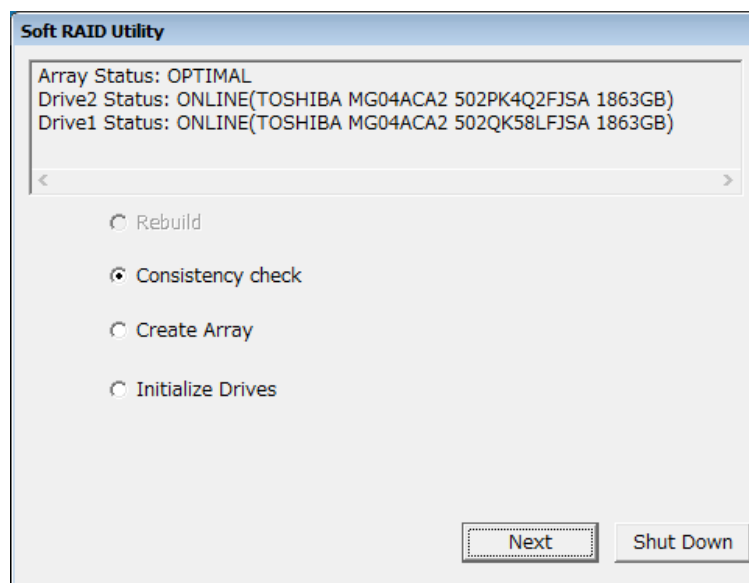 Soft RAID Utility
Array Status: OPTIMAL
Drive2 Status: ONLINE(TOSHIBA MG04ACA2 502PK4Q2FJSA 1863GB)
Drive1 Status: ONLINE(TOSHIBA MG04ACA2 502QK58LFJSA 1863GB)
Rebuild
Consistency check
Create Array
Initialize Drives
Next
Shut Down